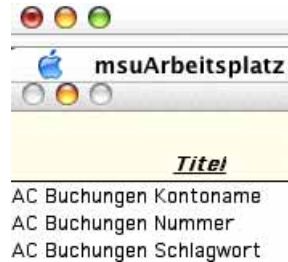 msuArbeitsplatz
Titel
AC Buchungen Kontoname
AC Buchungen Nummer
AC Buchungen Schlagwort